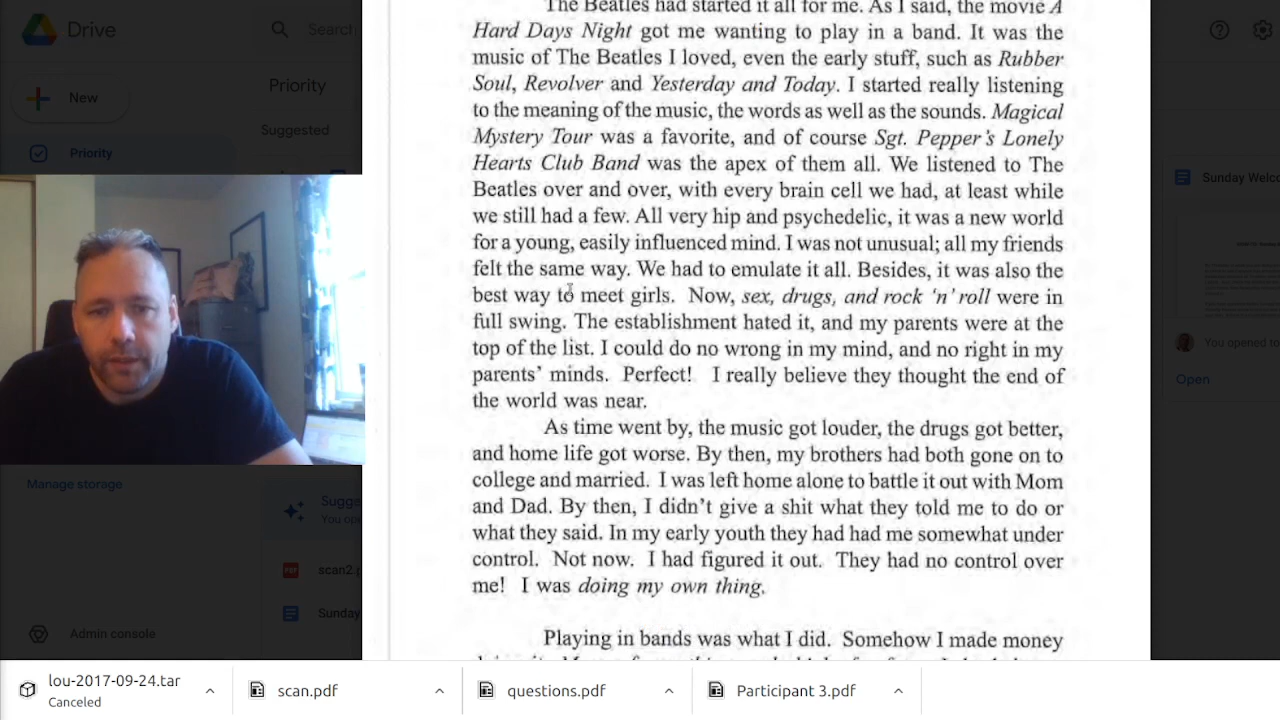 Drive
Search
New
Priority
Suggested
Priority
Manage storage
You
scan2.
Sunday
Admin console
The Beatles had started it all for me. As I said, the movie A
Hard Days Night got me wanting to play in a band. It was the
music of The Beatles I loved, even the early stuff, such as Rubber
Soul, Revolver and Yesterday and Today. I started really listening
to the meaning of the music, the words as well as the sounds. Magical
Mystery Tour was a favorite, and of course Sgt. Pepper's Lonely
Hearts Club Band was the apex of them all. We listened to The
Beatles over and over, with every brain cell we had, at least while
we still had a few. All very hip and psychedelic, it was a new world
for a young, easily influenced mind. I was not unusual; all my friends
felt the same way. We had to emulate it all. Besides, it was also the
best way to meet girls. Now, sex, drugs, and rock 'n' roll were in
full swing. The establishment hated it, and my parents were at the
top of the list. I could do no wrong in my mind, and no right in my
parents' minds. Perfect! I really believe they thought the end of
the world was near.
As time went by, the music got louder, the drugs got better,
and home life got worse. By then, my brothers had both gone on to
college and married. I was left home alone to battle it out with Mom
and Dad. By then, I didn't give a shit what they told me to do or
what they said. In my early youth they had had me somewhat under
control. Not now. I had figured it out. They had no control over
me! I was doing my own thing.
Playing in bands was what I did. Somehow I made money
Sunday Welco
You opened to
Open
lou-2017-09-24.tar
Canceled
scan.pdf
questions.pdf
Participant 3.pdf